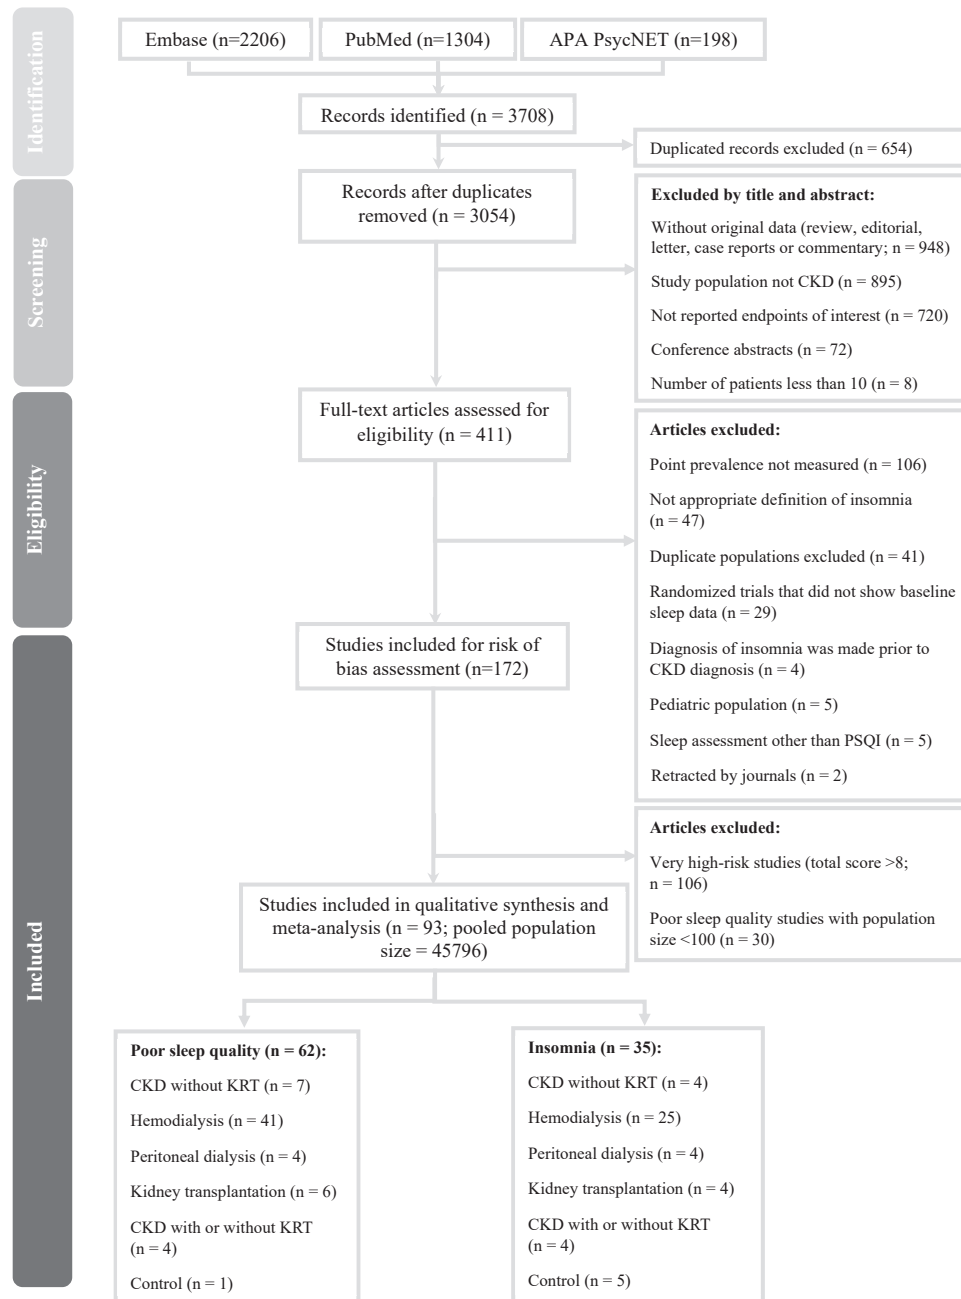 Identification
Embase (n=2206)
PubMed (n=1304)
APA PsycNET (n=198)
Records identified (n = 3708)
Duplicated records excluded (n = 654)
Screening
Records after duplicates
removed (n = 3054)
Excluded by title and abstract:
Without original data (review, editorial,
letter, case reports or commentary; n = 948)
Study population not CKD (n = 895)
Not reported endpoints of interest (n = 720)
Conference abstracts (n = 72)
Number of patients less than 10 (n = 8)
Eligibility
Full-text articles assessed for
eligibility (n = 411)
Articles excluded:
Point prevalence not measured (n = 106)
Not appropriate definition of insomnia
(n = 47)
Duplicate populations excluded (n = 41)
Randomized trials that did not show baseline
sleep data (n = 29)
Diagnosis of insomnia was made prior to
CKD diagnosis (n = 4)
Pediatric population (n = 5)
Sleep assessment other than PSQI (n = 5)
Retracted by journals (n = 2)
Included
Studies included for risk of
bias assessment (n=172)
Articles excluded:
Very high-risk studies (total score >8;
n = 106)
Poor sleep quality studies with population
size <100 (n = 30)
Studies included in qualitative synthesis and
meta-analysis (n = 93; pooled population
size = 45796)
Poor sleep quality (n = 62):
CKD without KRT (n = 7)
Hemodialysis (n = 41)
Peritoneal dialysis (n = 4)
Kidney transplantation (n = 6)
CKD with or without KRT
(n = 4)
Control (n = 1)
Insomnia (n = 35):
CKD without KRT (n = 4)
Hemodialysis (n = 25)
Peritoneal dialysis (n = 4)
Kidney transplantation (n = 4)
CKD with or without KRT
(n = 4)
Control (n = 5)